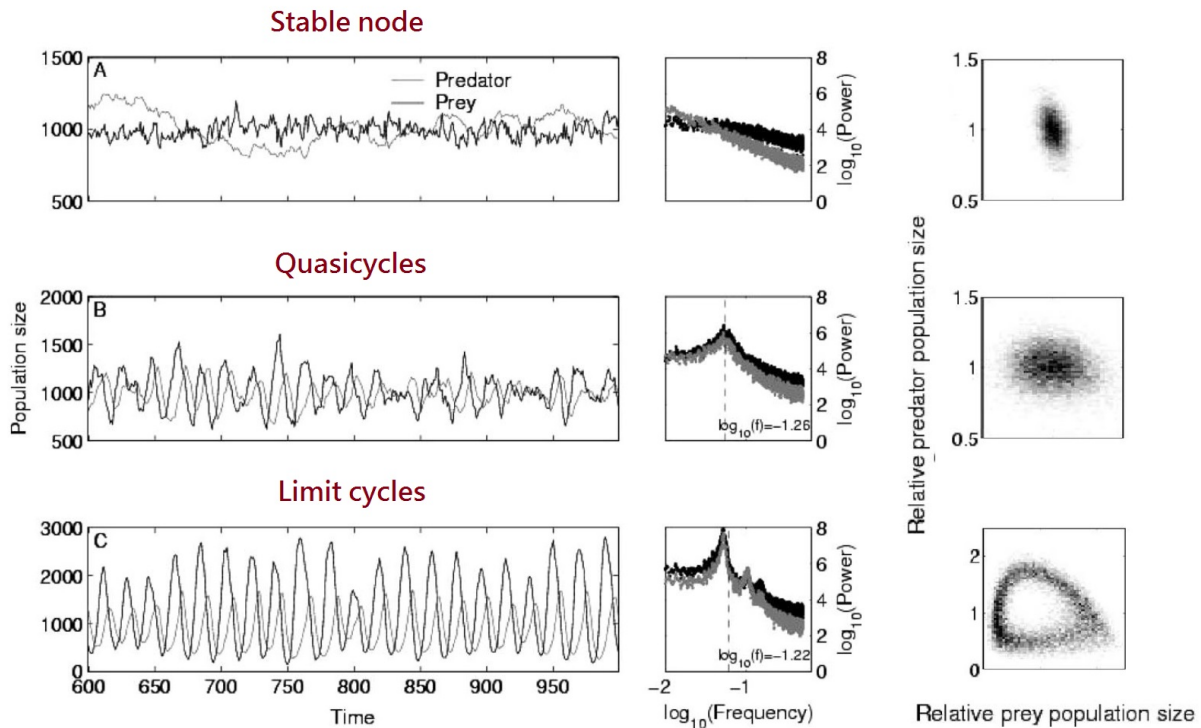 Stable node
A
1500
1000
500
Predator
Prey
8
6
4
2
0
log10(Power)
1.5
1
0.5
Quasicycles
B
2000
1500
1000
500
8
6
4
2
0
log10(Power)
log10(f)=-1.26
1.5
1
0.5
Population size
Relative predator population size
Limit cycles
C
3000
2000
1000
0
600 650 700 750 800 850 900 950
Time
8
6
4
2
0
log10(Power)
log10(f)=-1.22
-2 -1
log10(Frequency)
2
1
0
Relative prey population size